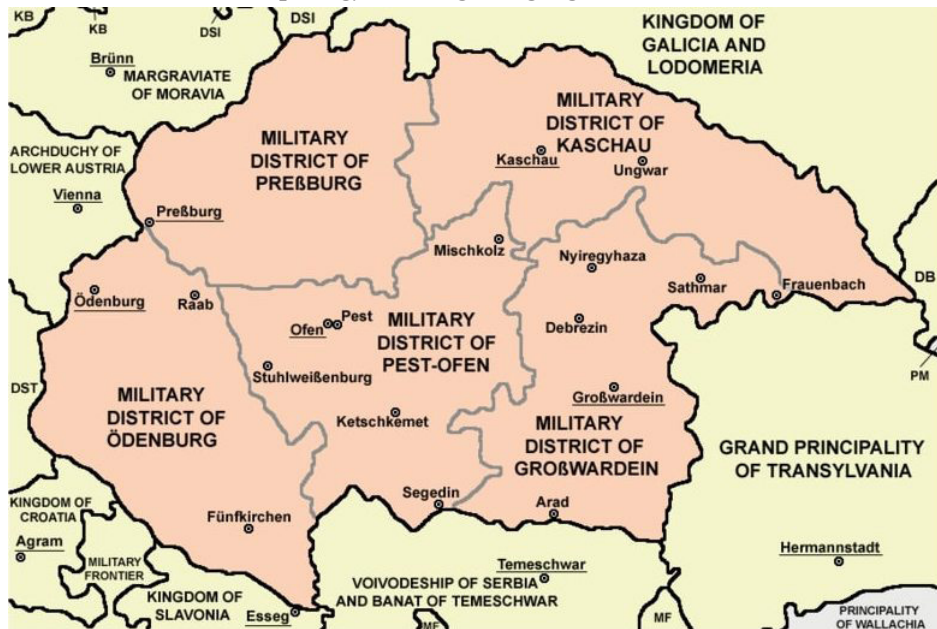 KB
KB
DSI
DSI
KINGDOM OF
GALICIA AND
LODOMERIA
Brünn
MARGRAVIATE
OF MORAVIA
MILITARY
DISTRICT OF
PREßBURG
MILITARY
DISTRICT OF
KASCHAU
Kaschau
Ungwar
ARCHDUCHY OF
LOWER AUSTRIA
Vienna
Preßburg
Mischkolz
Nyiregyhaza
Sathmar
Frauenbach
DB
Ödenburg
Raab
Ofen
Pest
MILITARY
DISTRICT OF
PEST-OFEN
Debrezin
PM
DST
Stuhlweißenburg
MILITARY
DISTRICT OF
ÖDENBURG
Ketschkemet
Großwardein
MILITARY
DISTRICT OF
GROßWARDEIN
GRAND PRINCIPALITY
OF TRANSYLVANIA
KINGDOM OF
CROATIA
Agram
Fünfkirchen
Segedin
Arad
MILITARY
FRONTIER
Temeschwar
Hermannstadt
KINGDOM OF
SLAVONIA
Esseg
VOIVODESHIP OF SERBIA
AND BANAT OF TEMESCHWAR
MF
MF
PRINCIPALITY
OF WALLACHIA